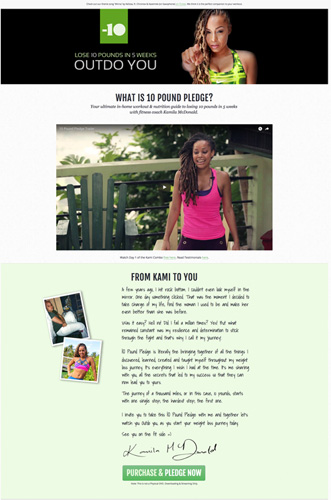 -10
LOSE 10 POUNDS IN 5 WEEKS
OUTDO YOU
WHAT IS 10 POUND PLEDGE?
Your ultimate in-home workout & nutrition guide to losing 10 pounds in 5 weeks
with fitness coach Kamila McDonald.
FROM KAMI TO YOU
A few years ago, I hit rock bottom. I couldn't even look myself in the
mirror. One day something clicked. That was the moment I decided to
take charge of my life, find the woman I used to be and make her
even better than she was before.
Was it easy? No! Did I fail a million times? Yes! But what
remained constant was my resilience and determination to stick
through the fight and that's why I call it my journey.
10 Pound Pledge is literally the bringing together of all the things I
discovered, learned, created and taught myself throughout my weight
loss journey. It's everything I wish I had at the time. It's me sharing
with you all the secrets that led to my success so that they can
now lead you to yours.
The journey of a thousand miles, or in this case, 10 pounds, starts
with one single step, the hardest step, the first one.
I invite you to take this 10 Pound Pledge with me and together let's
watch you outdo you, as you start your weight loss journey today.
See you on the fit side :-)
PURCHASE & PLEDGE NOW